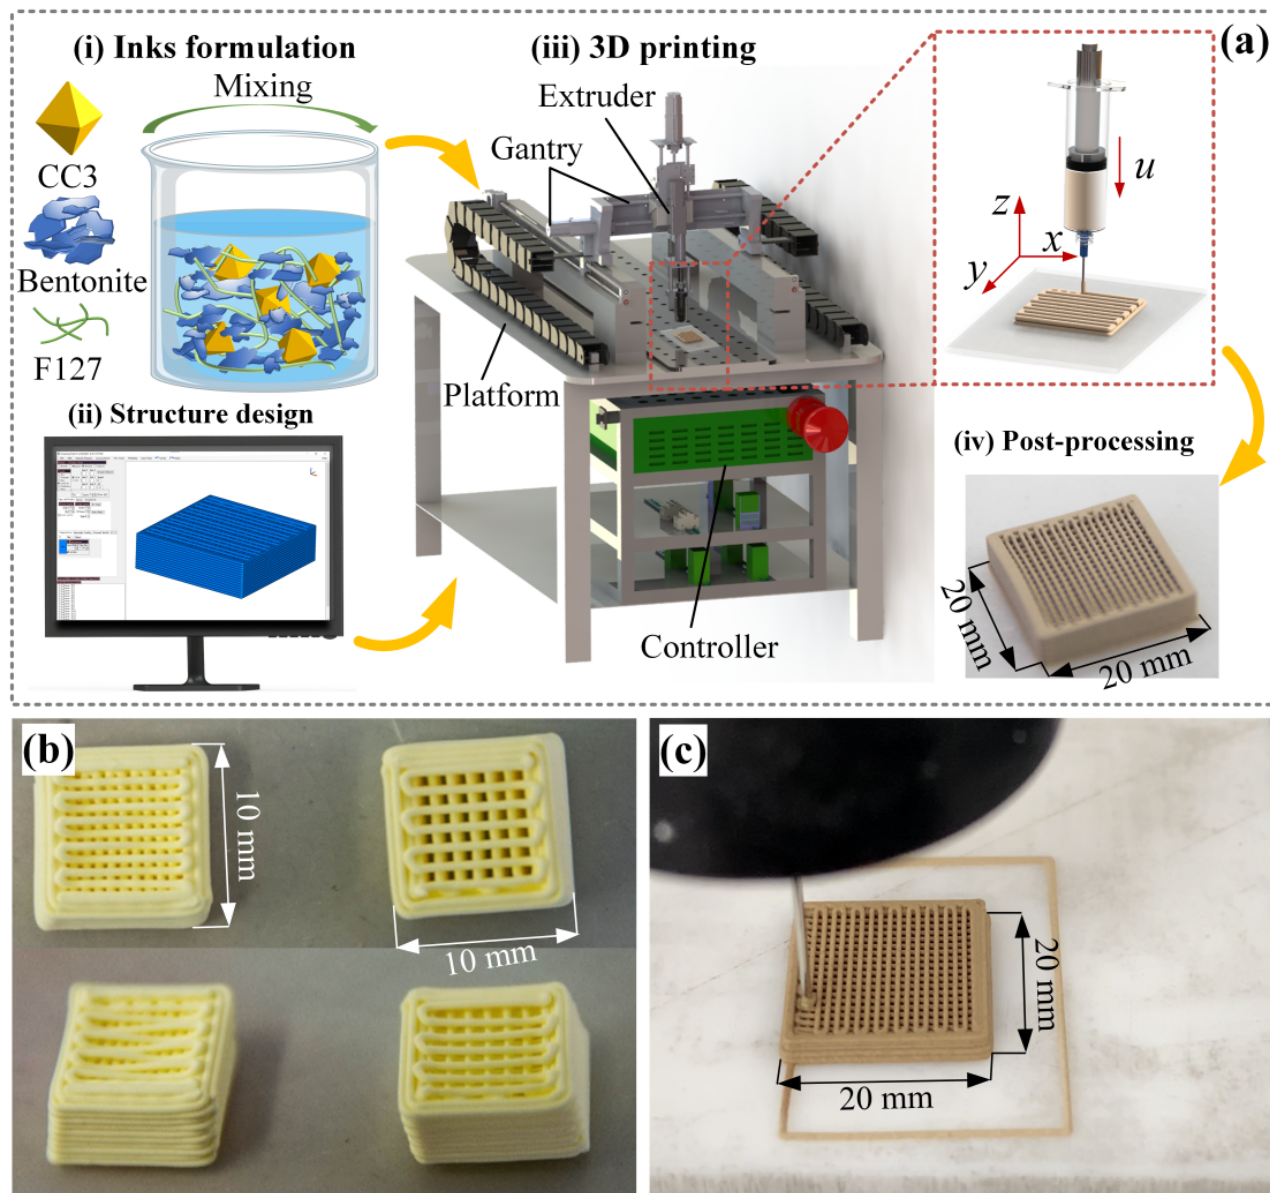 (a)
(i) Inks formulation
Mixing
CC3
Bentonite
F127
(ii) Structure design
(iii) 3D printing
Extruder
Gantry
Platform
Controller
u
z
x
y
(iv) Post-processing
20 mm
20 mm
(b)
10 mm
10 mm
(c)
20 mm
20 mm